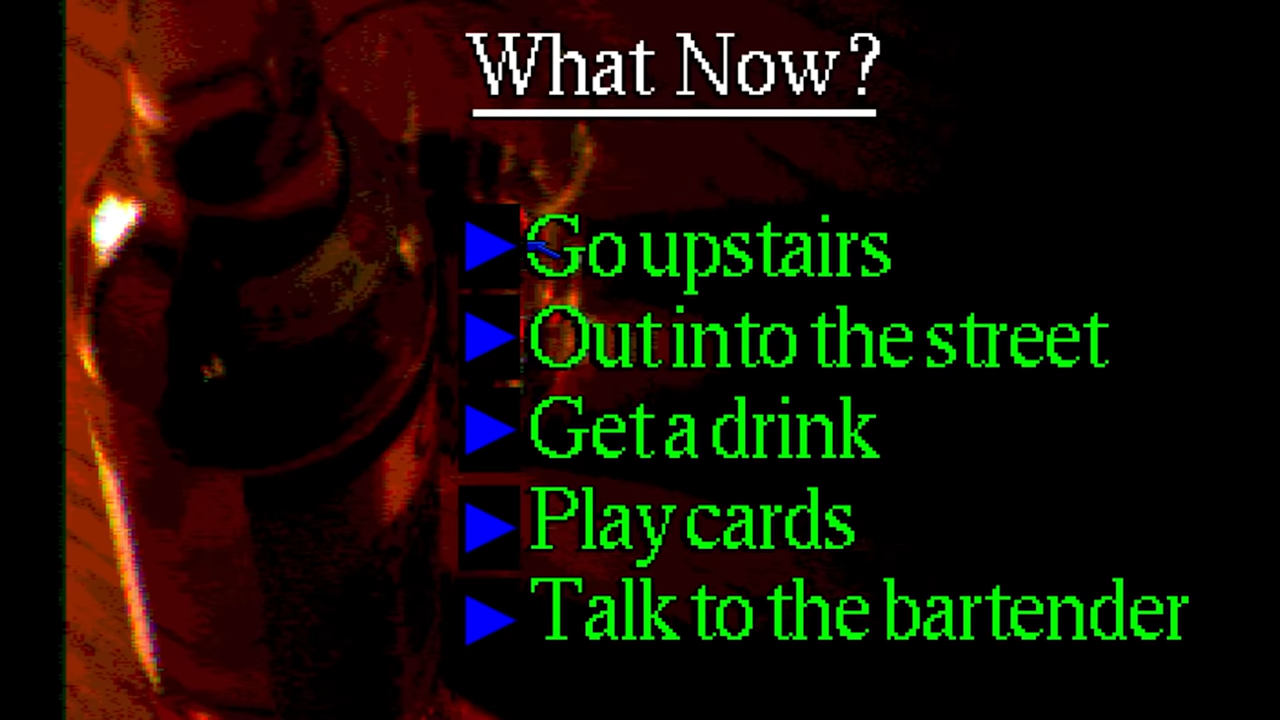 What Now?
Go upstairs
Out into the street
Get a drink
Play cards
Talk to the bartender